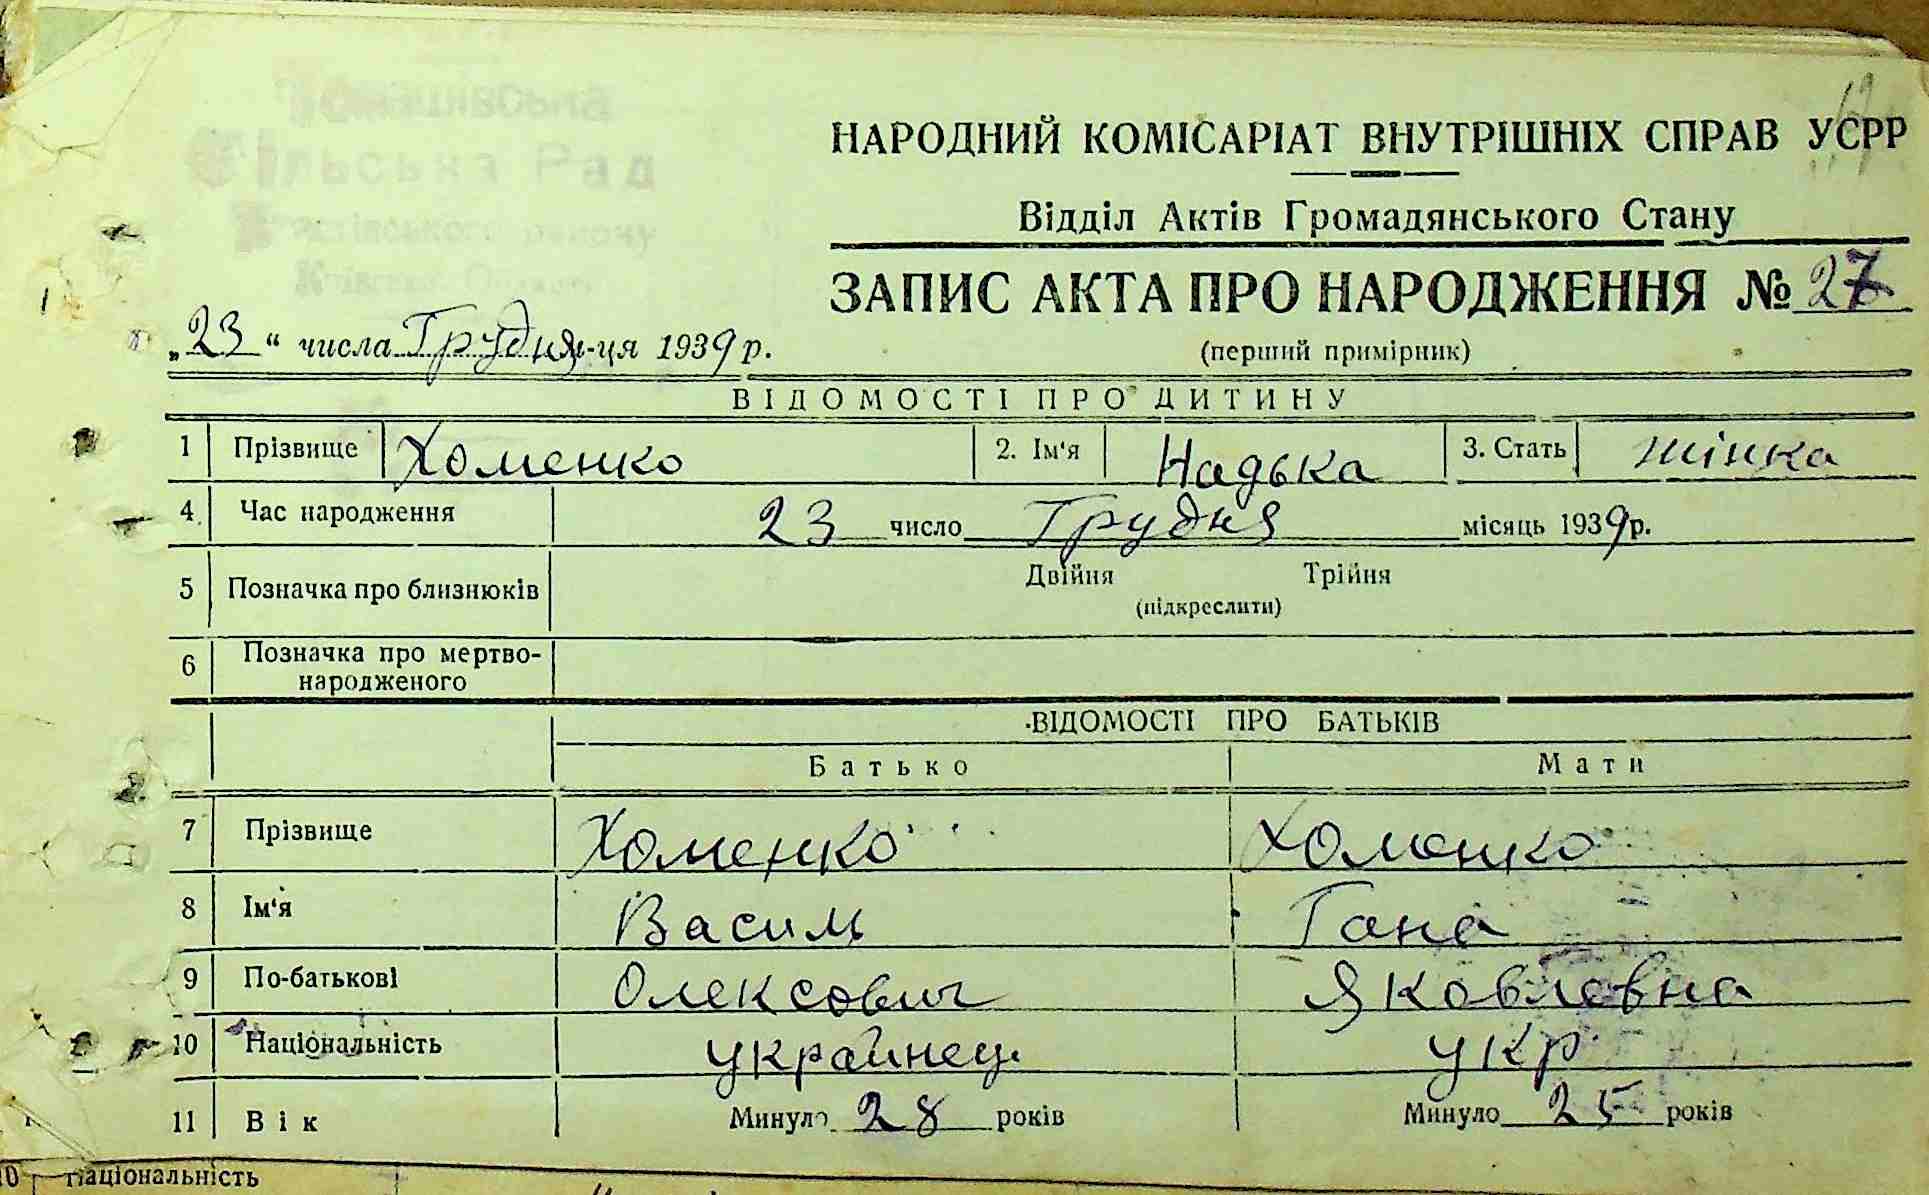 НАРОДНИЙ КОМІСАРІАТ ВНУТРІШНІХ СПРАВ УСРР
Відділ Актів Громадянського Стану
ЗАПИС АКТА ПРО НАРОДЖЕННЯ № 27
„23“ числа Грудня м-ця 1939 р.
(перший примірник)
ВІДОМОСТІ ПРО ДИТИНУ
1 Прізвище Хоменко 2. Ім'я Надька 3. Стать жінка
4. Час народження 23 число Грудня місяць 1939р.
5 Позначка про близнюків Двійня Трійня
(підкреслити)
6 Позначка про мертво-
народженого
ВІДОМОСТІ ПРО БАТЬКІВ
Батько Мати
7 Прізвище Хоменко Хоменко
8 Ім'я Василь Гана
9 По-батькові Олексович Яковлевна
10 Національність українец укр
11 Вік Минуло 28 років Минуло 25 років
Національність